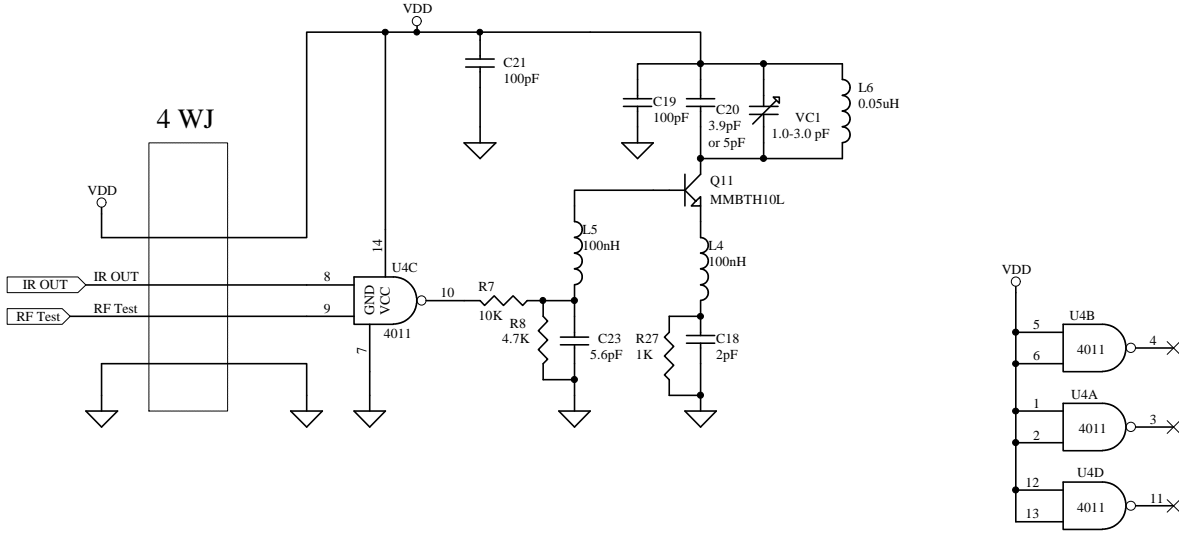 VDD
C21
100pF
C19
100pF
C20
3.9pF
or 5pF
VC1
1.0-3.0 pF
L6
0.05uH
4 WJ
VDD
Q11
MMBTH10L
L5
100nH
L4
100nH
14
U4C
IR OUT
IR OUT
8
GND
VCC
10
RF Test
RF Test
9
4011
7
R7
10K
R8
4.7K
C23
5.6pF
R27
1K
C18
2pF
VDD
U4B
5
6
4011
4
U4A
1
2
4011
3
U4D
12
13
4011
11